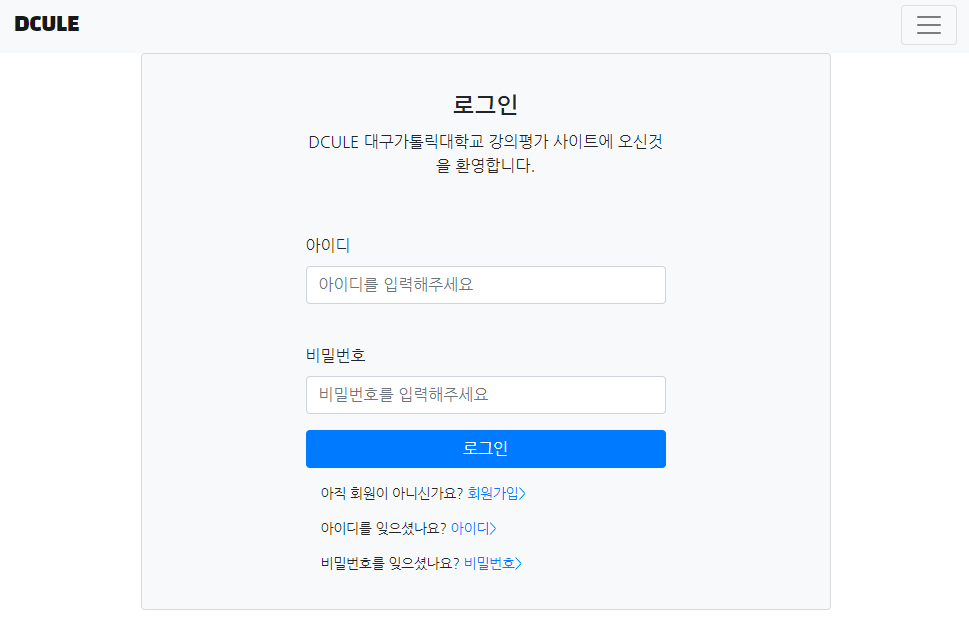 DCULE
로그인
DCULE 대구가톨릭대학교 강의평가 사이트에 오신것
을 환영합니다.
아이디
아이디를 입력해주세요
비밀번호
비밀번호를 입력해주세요
로그인
아직 회원이 아니신가요? 회원가입>
아이디를 잊으셨나요? 아이디>
비밀번호를 잊으셨나요? 비밀번호>